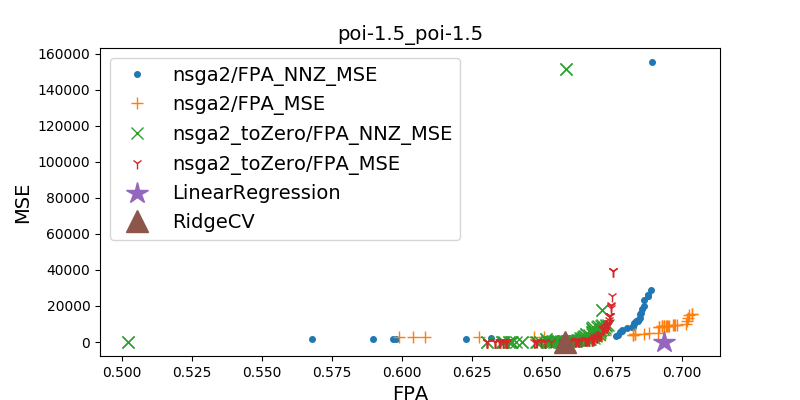 poi-1.5_poi-1.5
160000
140000
120000
100000
80000
60000
40000
20000
0
MSE
nsga2/FPA_NNZ_MSE
nsga2/FPA_MSE
nsga2_toZero/FPA_NNZ_MSE
nsga2_toZero/FPA_MSE
LinearRegression
RidgeCV
0.500 0.525 0.550 0.575 0.600 0.625 0.650 0.675 0.700
FPA